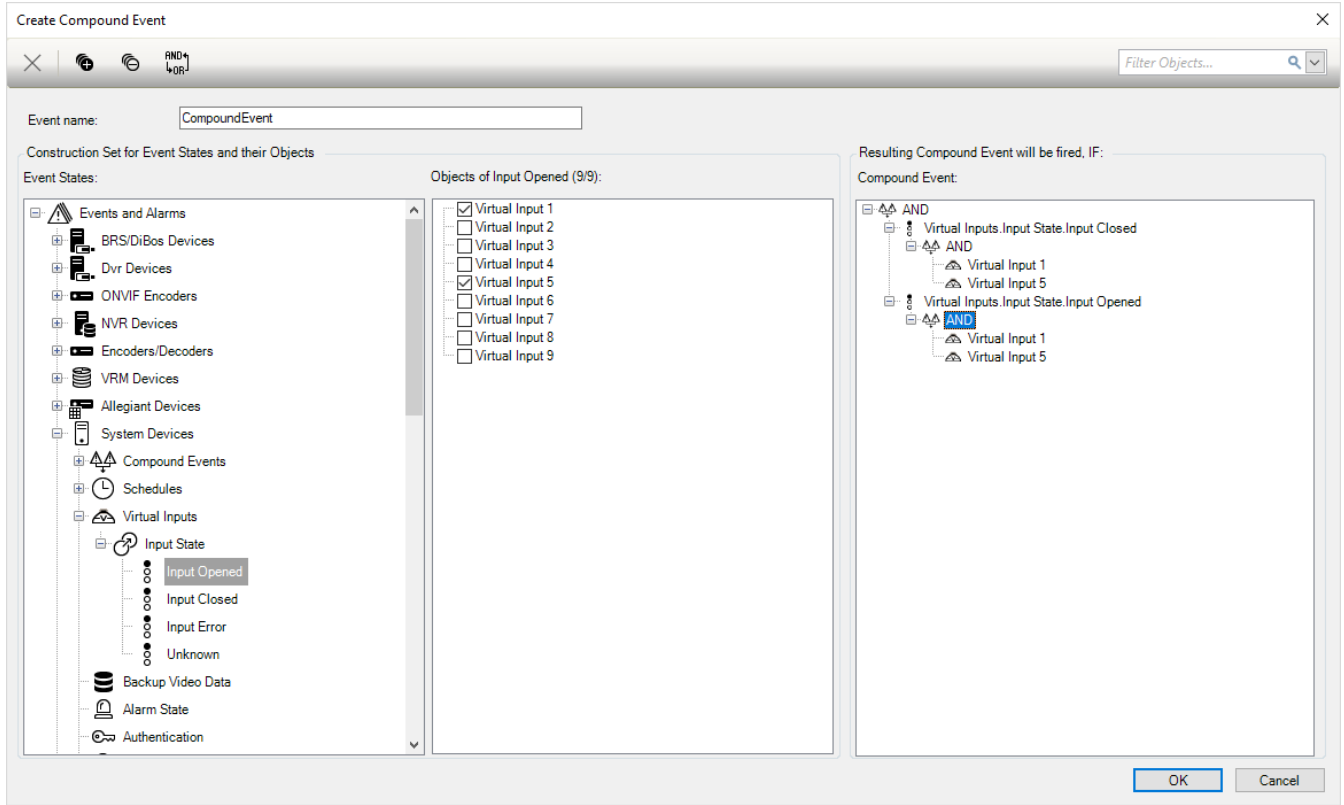 Create Compound Event
AND
OR
Filter Objects...
Event name:
CompoundEvent
Construction Set for Event States and their Objects
Event States:
Events and Alarms
BRS/DiBos Devices
Dvr Devices
ONVIF Encoders
NVR Devices
Encoders/Decoders
VRM Devices
Allegiant Devices
System Devices
Compound Events
Schedules
Virtual Inputs
Input State
Input Opened
Input Closed
Input Error
Unknown
Backup Video Data
Alarm State
Authentication
Objects of Input Opened (9/9):
Virtual Input 1
Virtual Input 2
Virtual Input 3
Virtual Input 4
Virtual Input 5
Virtual Input 6
Virtual Input 7
Virtual Input 8
Virtual Input 9
Resulting Compound Event will be fired, IF:
Compound Event:
AND
Virtual Inputs.Input State.Input Closed
AND
Virtual Input 1
Virtual Input 5
Virtual Inputs.Input State.Input Opened
AND
Virtual Input 1
Virtual Input 5
OK
Cancel